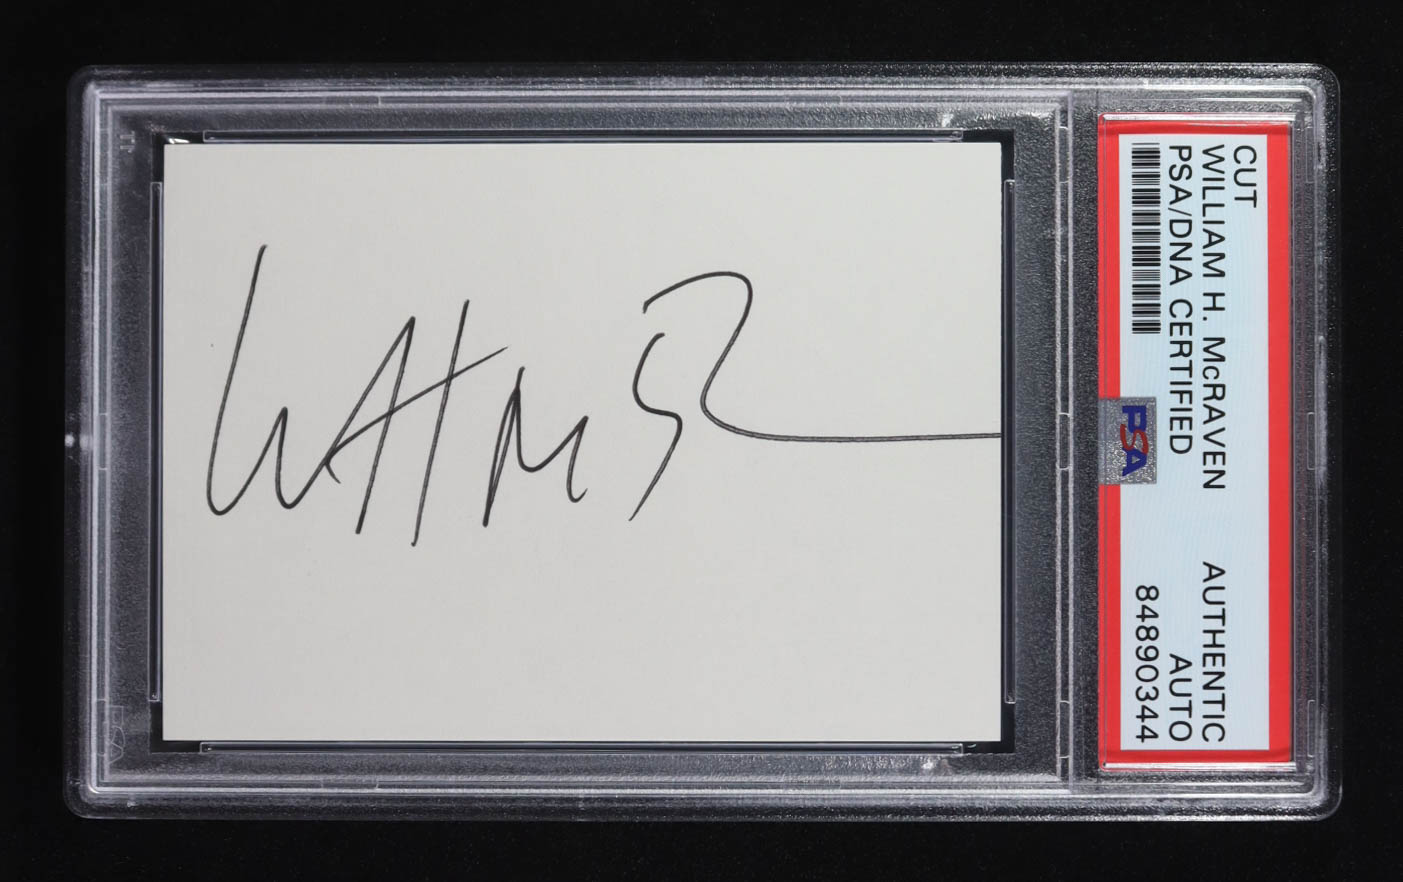 CUT
WILLIAM H. McRAVEN AUTHENTIC
PSA/DNA CERTIFIED AUTO
84890344
PSA